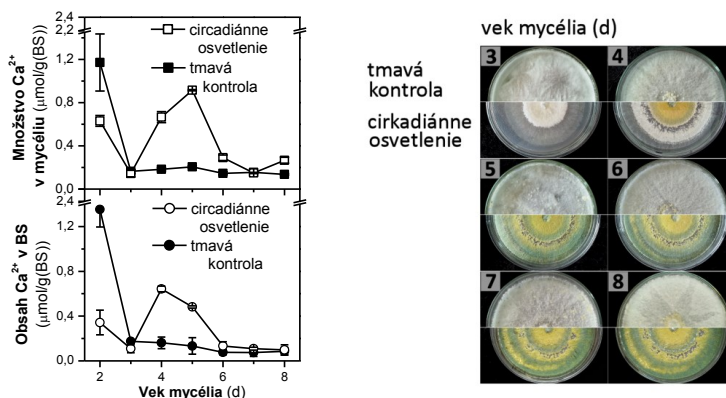 2,4
2,2
1,2
0,8
0,4
0,0
Množstvo Ca²⁺
v mycéliu (μmol/g(BS)
circadiánne
osvetlenie
tmavá
kontrola
2,4
1,2
0,8
0,4
0,0
Obsah Ca²⁺ v BS
(μmol/g(BS)
circadiánne
osvetlenie
tmavá
kontrola
2 4 6 8
Vek mycélia (d)
vek mycélia (d)
tmavá
kontrola
cirkadiánne
osvetlenie
3 4
5 6
7 8